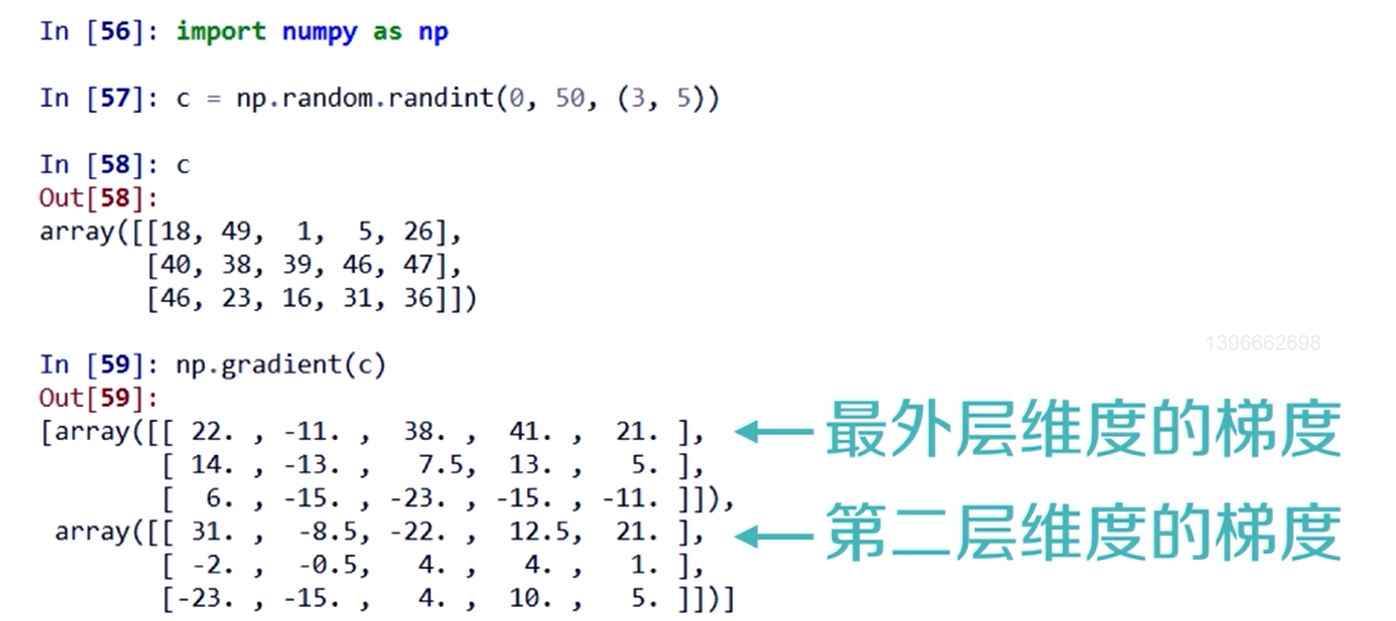 In [56]: import numpy as np
In [57]: c = np.random.randint(0, 50, (3, 5))
In [58]: c
Out[58]:
array([[18, 49,  1,  5, 26],
       [40, 38, 39, 46, 47],
       [46, 23, 16, 31, 36]])
1396662698
In [59]: np.gradient(c)
Out[59]:
[array([[ 22. , -11. ,  38. ,  41. ,  21. ], 最外层维度的梯度
        [ 14. , -13. ,   7.5,  13. ,   5. ],
        [  6. , -15. , -23. , -15. , -11. ]]),
 array([[ 31. ,  -8.5, -22. ,  12.5,  21. ], 第二层维度的梯度
        [ -2. ,  -0.5,   4. ,   4. ,   1. ],
        [-23. , -15. ,   4. ,  10. ,   5. ]])]